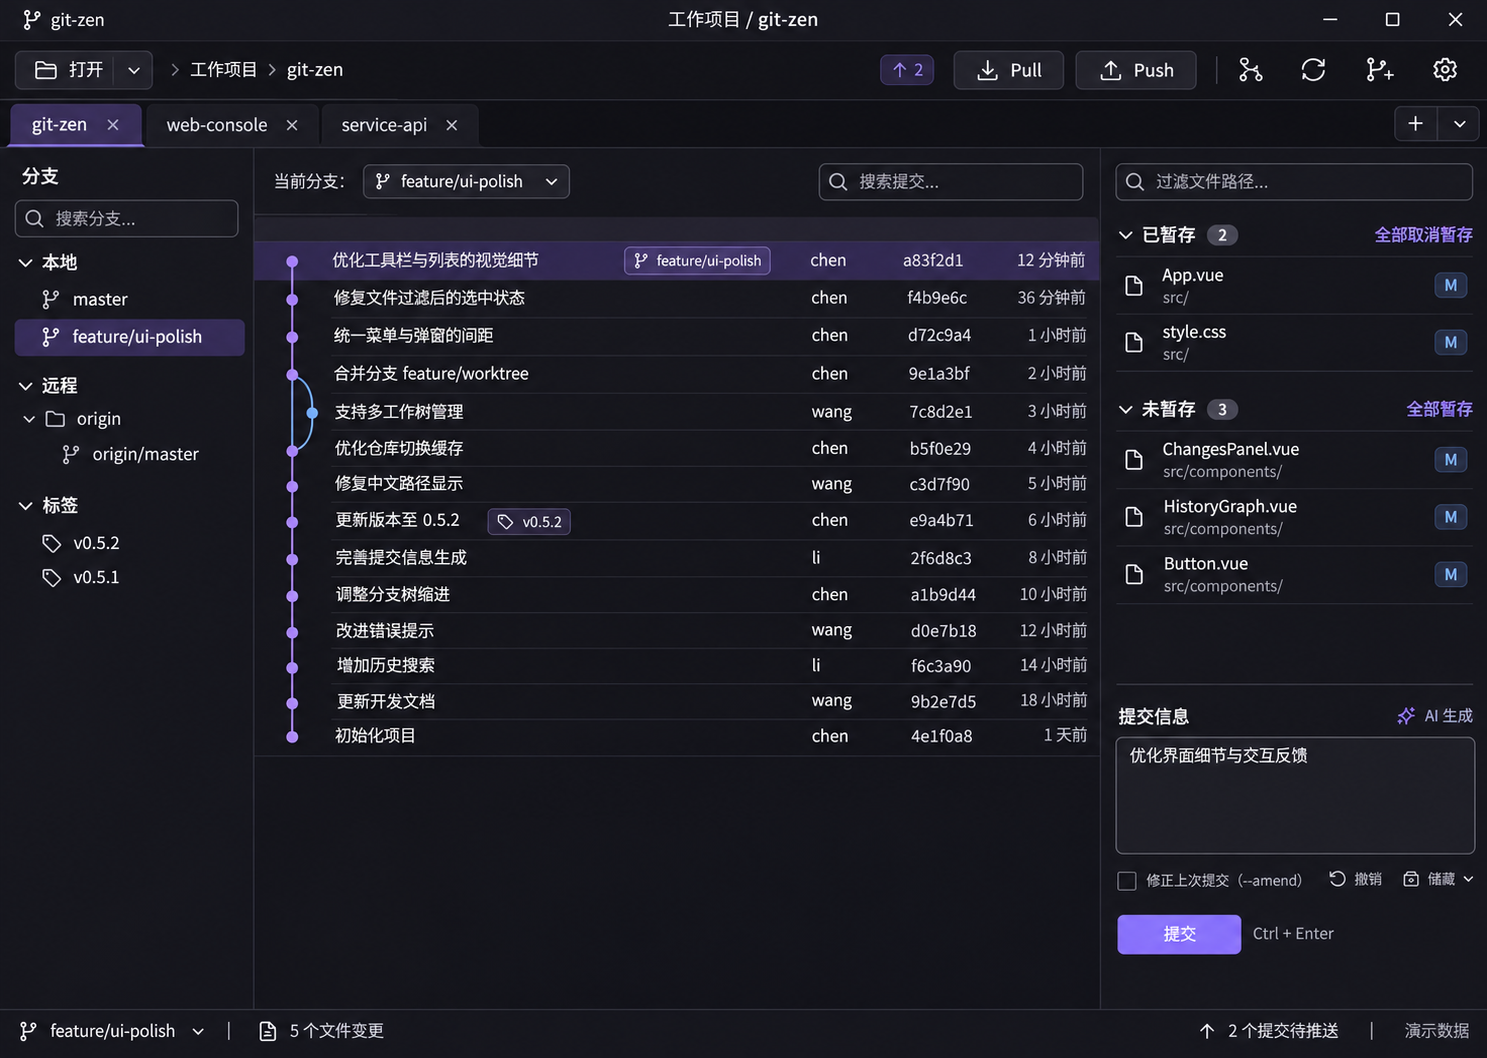 git-zen
工作项目 / git-zen
打开
工作项目
git-zen
↑ 2
Pull
Push
git-zen
web-console
service-api
分支
搜索分支...
本地
master
feature/ui-polish
远程
origin
origin/master
标签
v0.5.2
v0.5.1
当前分支：
feature/ui-polish
搜索提交...
优化工具栏与列表的视觉细节 feature/ui-polish chen a83f2d1 12 分钟前
修复文件过滤后的选中状态 chen f4b9e6c 36 分钟前
统一菜单与弹窗的间距 chen d72c9a4 1 小时前
合并分支 feature/worktree chen 9e1a3bf 2 小时前
支持多工作树管理 wang 7c8d2e1 3 小时前
优化仓库切换缓存 chen b5f0e29 4 小时前
修复中文路径显示 wang c3d7f90 5 小时前
更新版本至 0.5.2 v0.5.2 chen e9a4b71 6 小时前
完善提交信息生成 li 2f6d8c3 8 小时前
调整分支树缩进 chen a1b9d44 10 小时前
改进错误提示 wang d0e7b18 12 小时前
增加历史搜索 li f6c3a90 14 小时前
更新开发文档 wang 9b2e7d5 18 小时前
初始化项目 chen 4e1f0a8 1 天前
过滤文件路径...
已暂存 2 全部取消暂存
App.vue M
src/
style.css M
src/
未暂存 3 全部暂存
ChangesPanel.vue M
src/components/
HistoryGraph.vue M
src/components/
Button.vue M
src/components/
提交信息 AI 生成
优化界面细节与交互反馈
修正上次提交（--amend） 撤销 储藏
提交 Ctrl + Enter
feature/ui-polish | 5 个文件变更
↑ 2 个提交待推送 | 演示数据